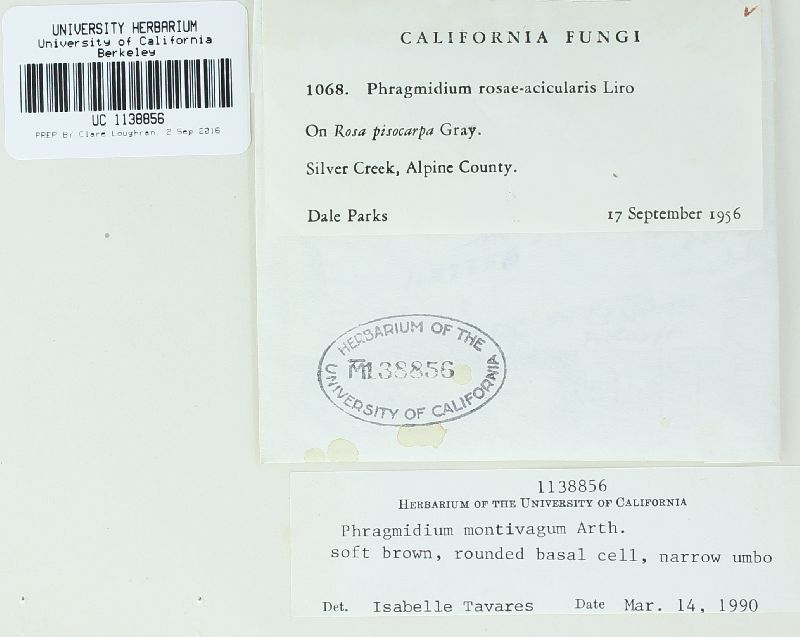 UNIVERSITY HERBARIUM
University of California
Berkeley
UC 1138856
PREP BY Clare Loughran, 2 Sep 2016
CALIFORNIA FUNGI
1068. Phragmidium rosae-acicularis Liro
On Rosa pisocarpa Gray.
Silver Creek, Alpine County.
Dale Parks 17 September 1956
HERBARIUM OF THE
M1138856
UNIVERSITY OF CALIFORNIA
1138856
HERBARIUM OF THE UNIVERSITY OF CALIFORNIA
Phragmidium montivagum Arth.
soft brown, rounded basal cell, narrow umbo
Det. Isabelle Tavares Date Mar. 14, 1990